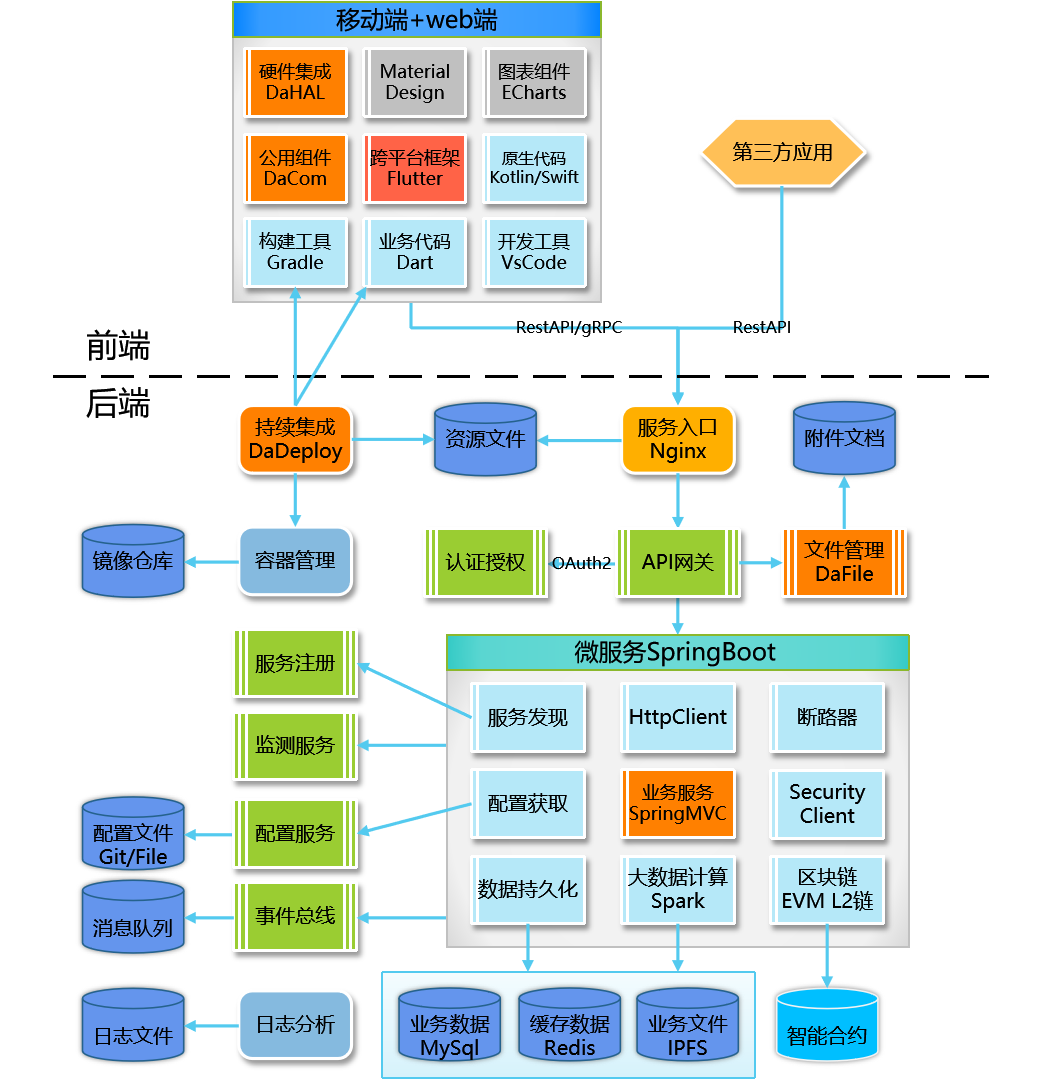 移动端+web端
硬件集成
DaHAL
Material
Design
图表组件
ECharts
公用组件
DaCom
跨平台框架
Flutter
原生代码
Kotlin/Swift
第三方应用
构建工具
Gradle
业务代码
Dart
开发工具
VsCode
RestAPI/gRPC
RestAPI
前端
后端
持续集成
DaDeploy
资源文件
服务入口
Nginx
附件文档
镜像仓库
容器管理
认证授权
OAuth2
API网关
文件管理
DaFile
微服务SpringBoot
服务注册
服务发现
HttpClient
断路器
监测服务
配置获取
业务服务
SpringMVC
Security
Client
配置文件
Git/File
配置服务
数据持久化
大数据计算
Spark
区块链
EVM L2链
消息队列
事件总线
日志文件
日志分析
业务数据
MySql
缓存数据
Redis
业务文件
IPFS
智能合约